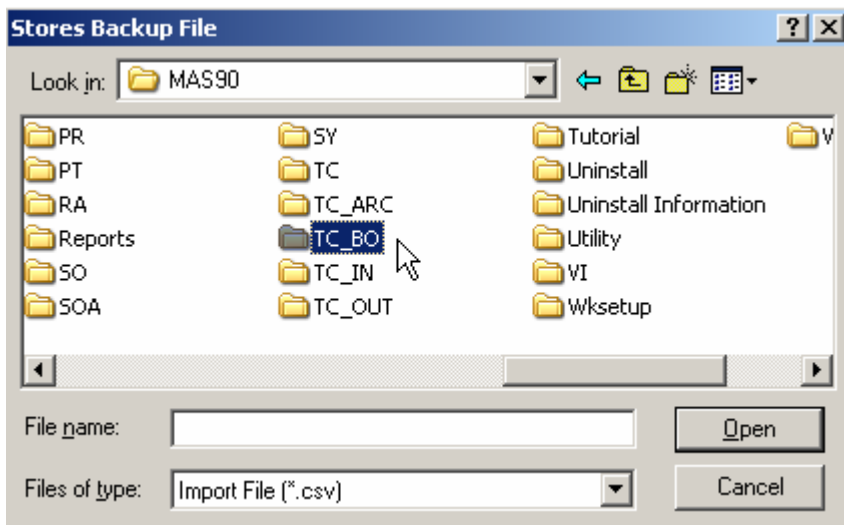 Stores Backup File
Look in: MAS90
PR SY Tutorial V
PT TC Uninstall
RA TC_ARC Uninstall Information
Reports TC_BO Utility
SO TC_IN VI
SOA TC_OUT Wksetup
File name: Open
Files of type: Import File (*.csv) Cancel